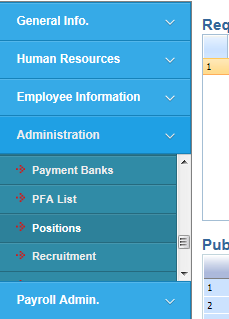 General Info.
Human Resources
Employee Information
Administration
Payment Banks
PFA List
Positions
Recruitment
Payroll Admin.
Req
1
Pub
1
2